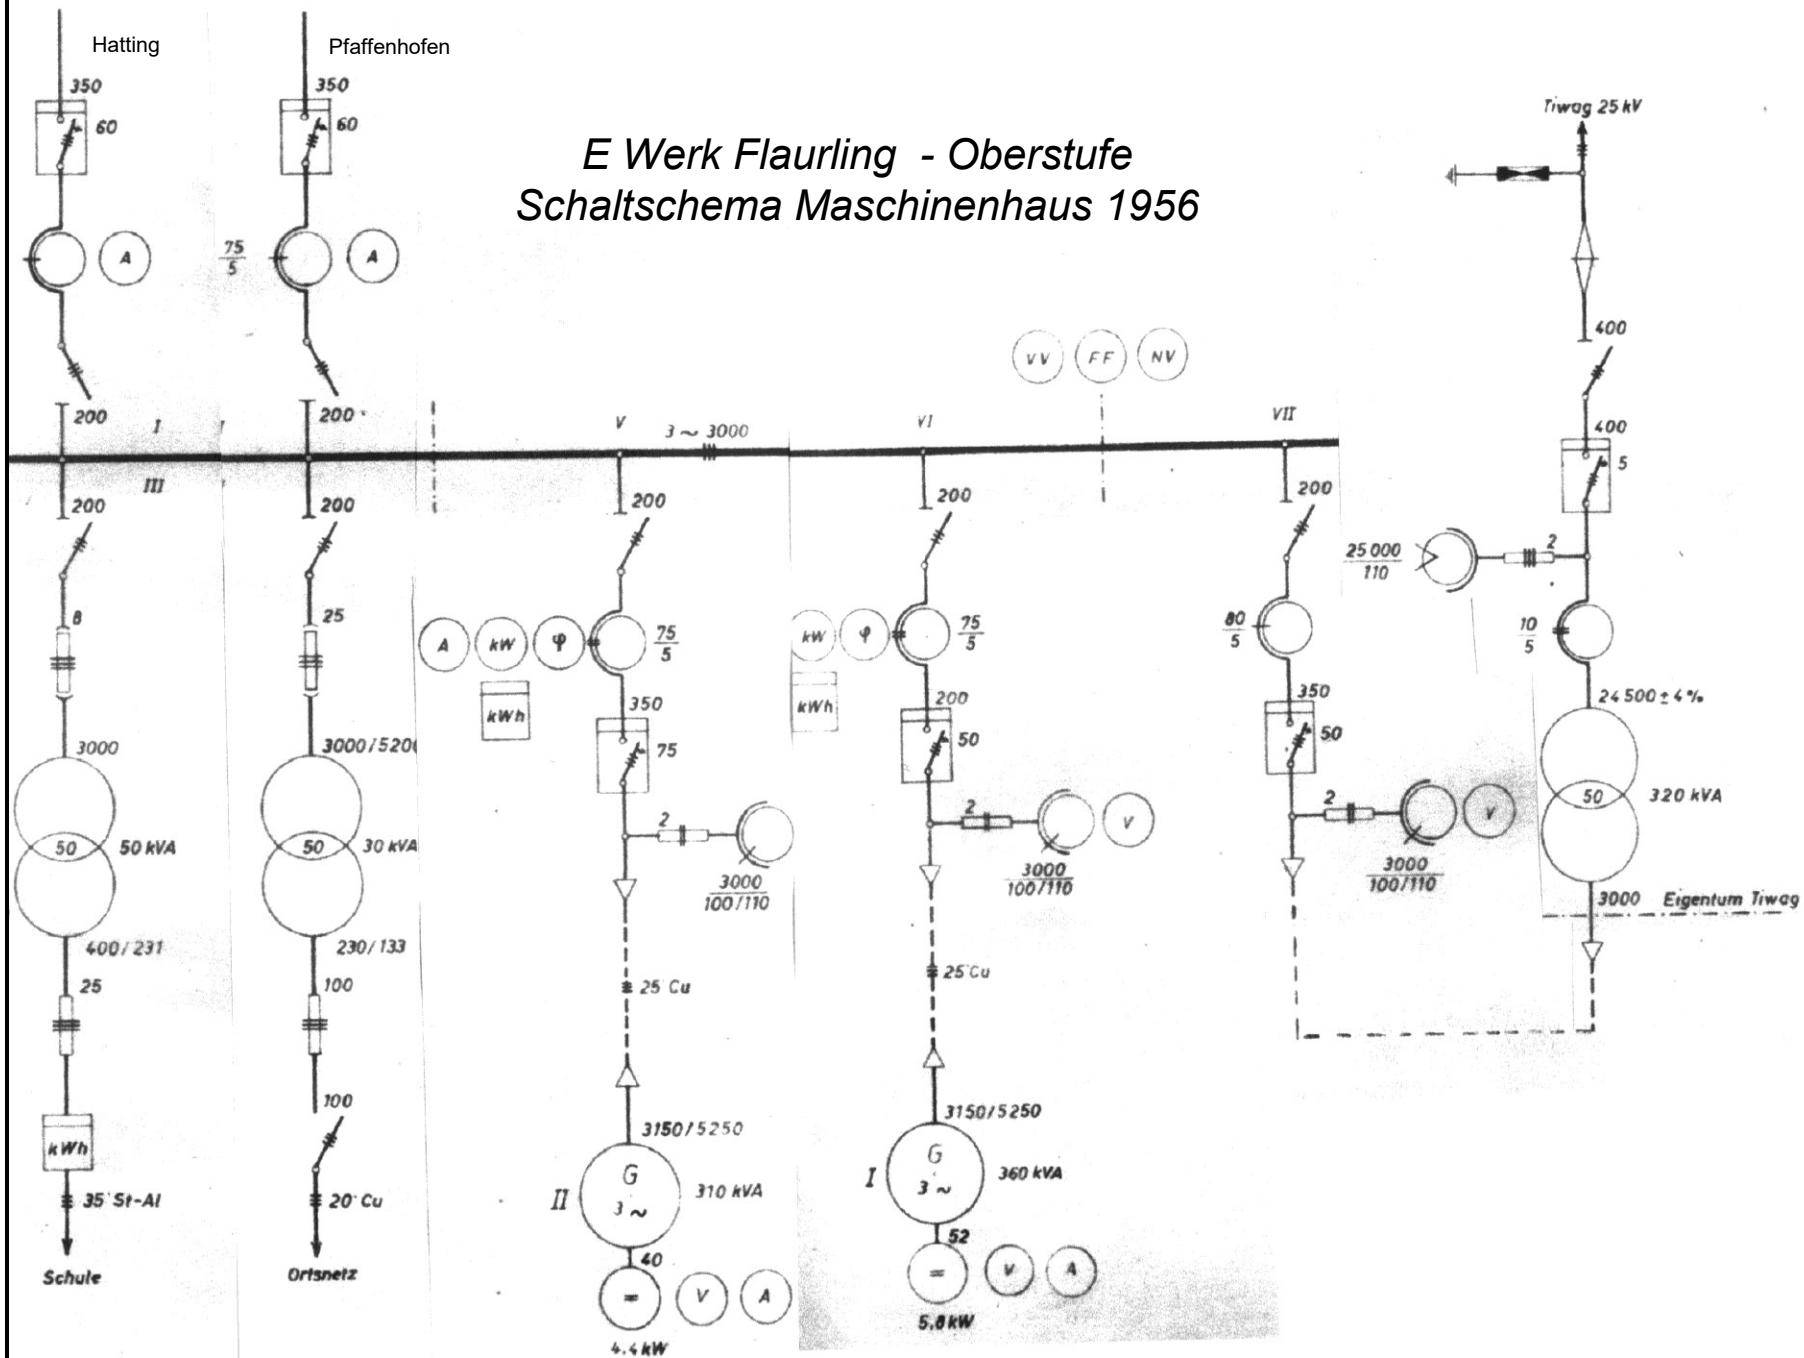 Hatting
350
60
A
200
Pfaffenhofen
350
60
75
5
A
200
E Werk Flaurling - Oberstufe
Schaltschema Maschinenhaus 1956
Tiwag 25 kV
400
400
5
VV
FF
NV
I
III
V
3 ~ 3000
VI
VII
200
8
3000
50
50 kVA
400/231
25
kWh
35 St-Al
Schule
200
25
3000/520
50
30 kVA
230/133
100
100
20 Cu
Ortsnetz
200
A
kW
φ
75
5
kWh
350
75
2
3000
100/110
25 Cu
3150/5250
G
3 ~
II
310 kVA
40
=
V
A
4.4 kW
200
kW
φ
75
5
kWh
200
50
2
V
3000
100/110
25 Cu
3150/5250
G
3 ~
I
360 kVA
52
=
V
A
5.8 kW
200
80
5
350
50
2
V
3000
100/110
25 000
110
2
10
5
24 500 ± 4 %
50
320 kVA
3000
Eigentum Tiwag